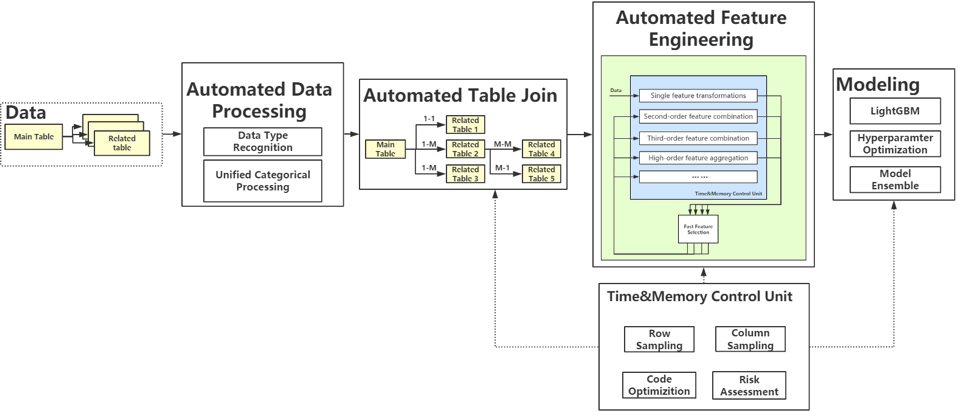 Data
Main Table
Related
table
Automated Data
Processing
Data Type
Recognition
Unified Categorical
Processing
Automated Table Join
Main
Table
1-1
1-M
1-M
Related
Table 1
Related
Table 2
Related
Table 3
M-M
M-1
Related
Table 4
Related
Table 5
Automated Feature
Engineering
Data
Single feature transformations
Second-order feature combination
Third-order feature combination
High-order feature aggregation
... ...
Time&Memory Control Unit
Fast Feature
Selection
Modeling
LightGBM
Hyperparamter
Optimization
Model
Ensemble
Time&Memory Control Unit
Row
Sampling
Column
Sampling
Code
Optimizition
Risk
Assessment